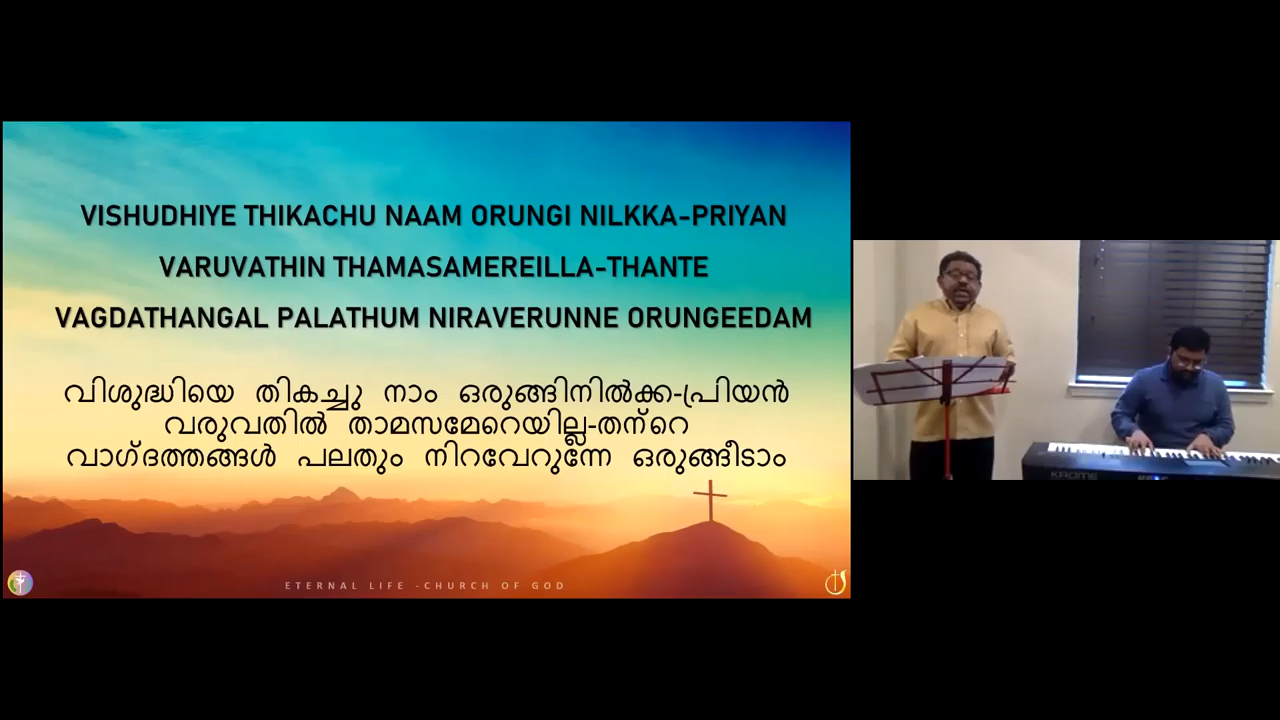 VISHUDHIYE THIKACHU NAAM ORUNGI NILKKA-PRIYAN
VARUVATHIN THAMASAMEREILLA-THANTE
VAGDATHANGAL PALATHUM NIRAVERUNNE ORUNGEEDAM
വിശുദ്ധിയെ തികച്ചു നാം ഒരുങ്ങിനിൽക്ക-പ്രിയൻ
വരുവതിൽ താമസമേറെയില്ല-തന്റെ
വാഗ്ദത്തങ്ങൾ പലതും നിറവേറുന്നേ ഒരുങ്ങീടാം
ETERNAL LIFE -CHURCH OF GOD
KROME